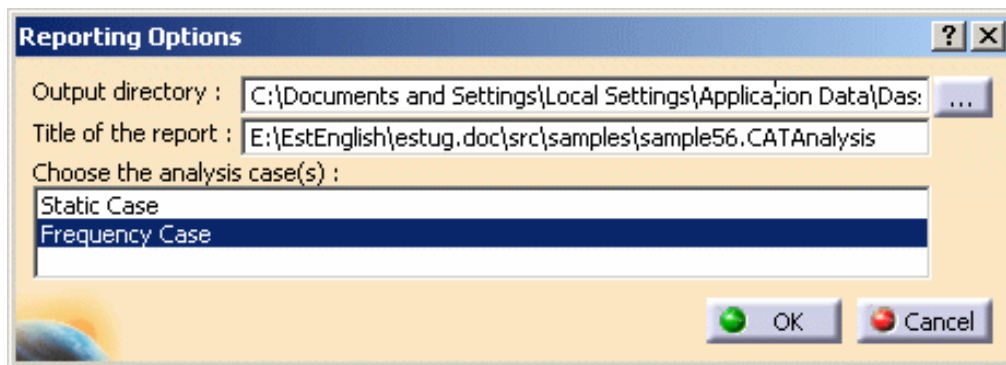 Reporting Options
Output directory : C:\Documents and Settings\Local Settings\Application Data\Das: ...
Title of the report : E:\EstEnglish\estug.doc\src\samples\sample56.CATAnalysis
Choose the analysis case(s) :
Static Case
Frequency Case
OK Cancel